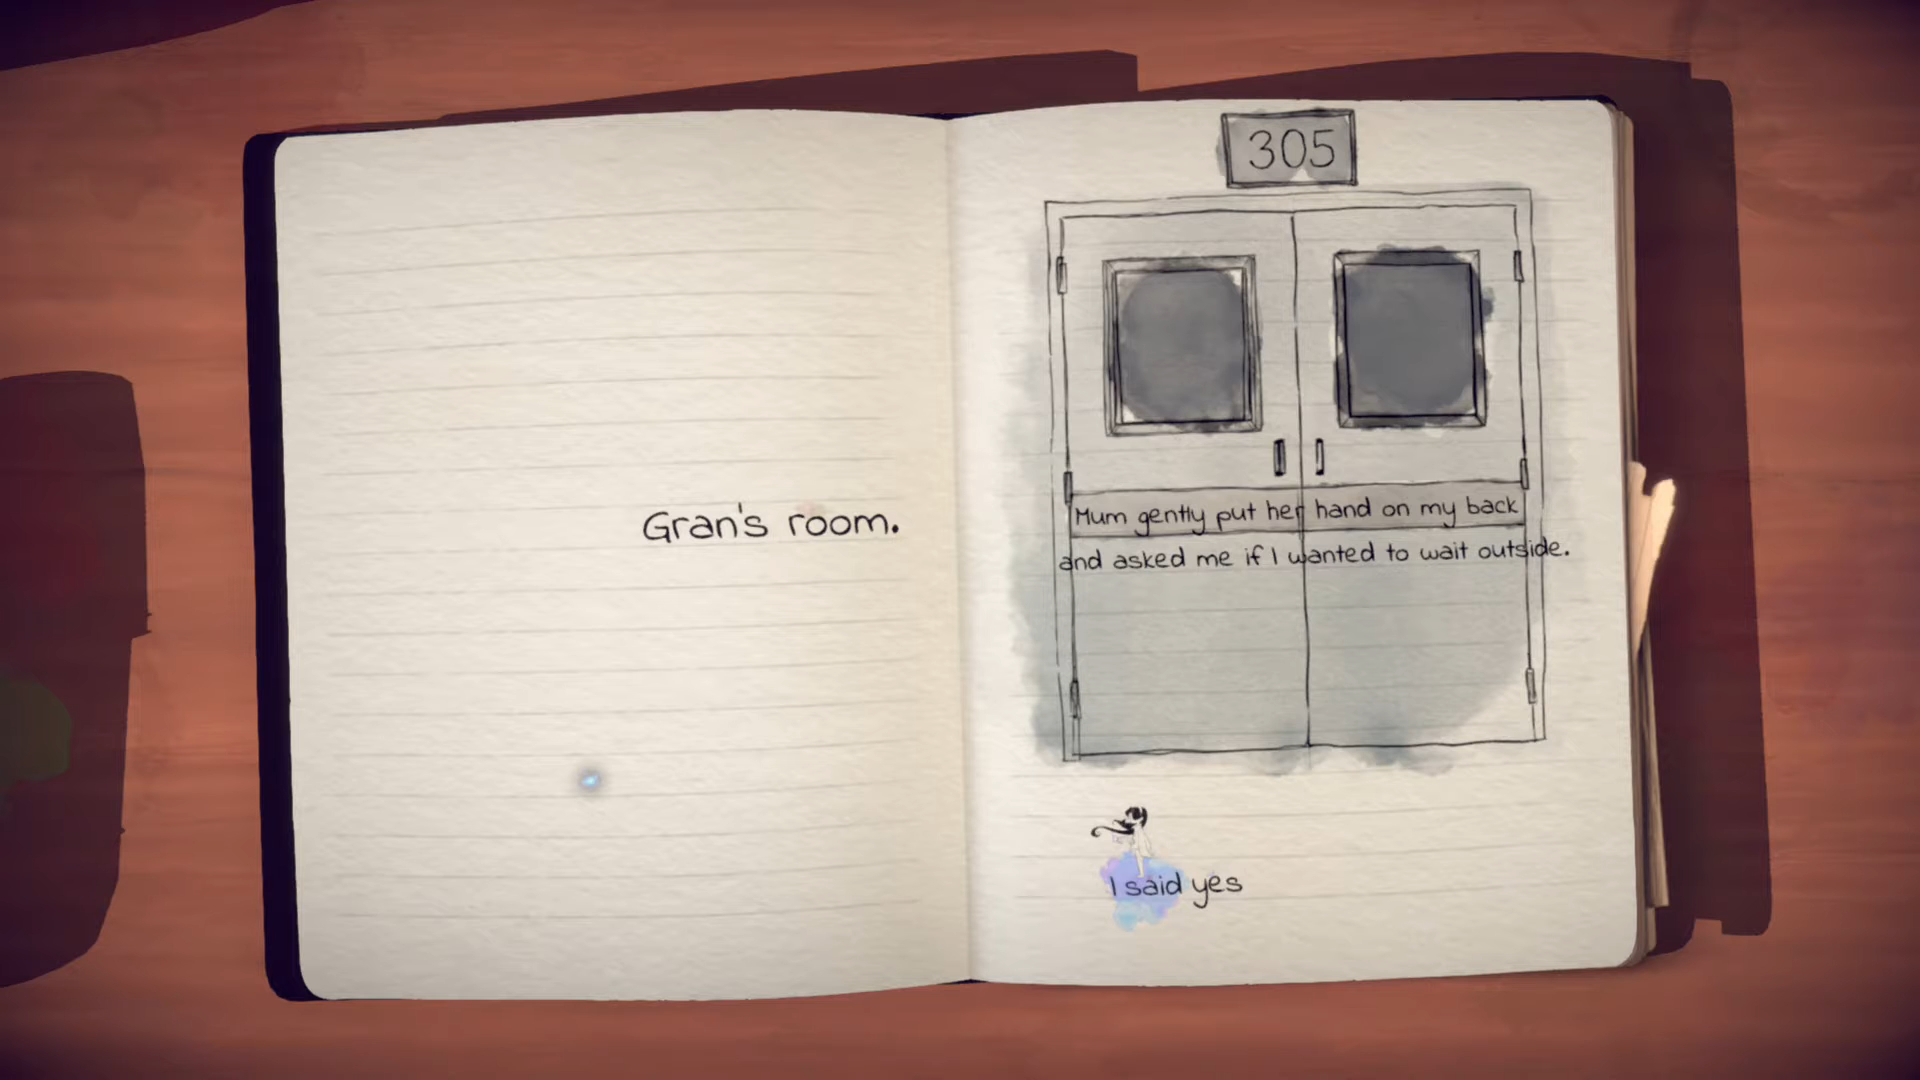 Gran's room.
305
Mum gently put her hand on my back
and asked me if I wanted to wait outside.
I said yes